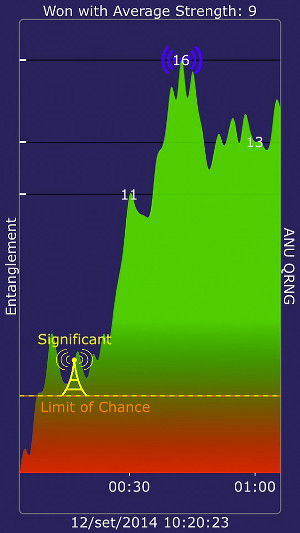 Won with Average Strength: 9
16
13
11
Entanglement
ANU QRNG
Significant
Limit of Chance
00:30 01:00
12/set/2014 10:20:23